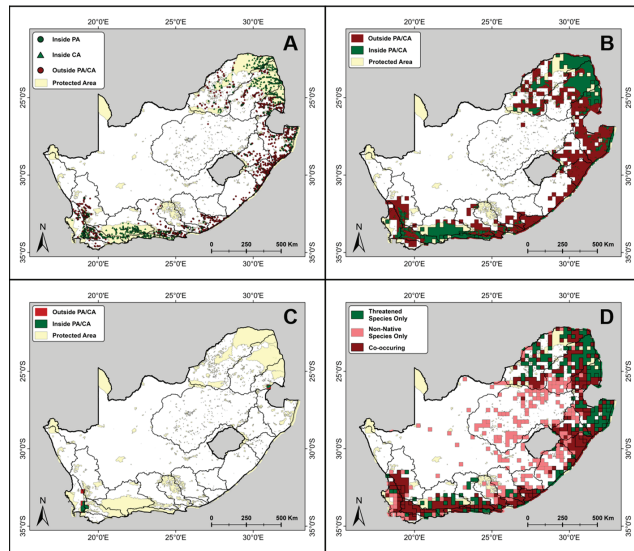 A
Inside PA
Inside CA
Outside PA/CA
Protected Area
25°0'S
30°0'S
35°0'S
20°0'E
25°0'E
30°0'E
N
0 250 500 Km
B
Outside PA/CA
Inside PA/CA
Protected Area
25°0'S
30°0'S
35°0'S
20°0'E
25°0'E
30°0'E
N
0 250 500 Km
20°0'E
25°0'E
30°0'E
C
Outside PA/CA
Inside PA/CA
Protected Area
25°0'S
30°0'S
35°0'S
N
0 250 500 Km
20°0'E
25°0'E
30°0'E
D
Threatened
Species Only
Non-Native
Species Only
Co-occuring
25°0'S
30°0'S
35°0'S
N
0 250 500 Km